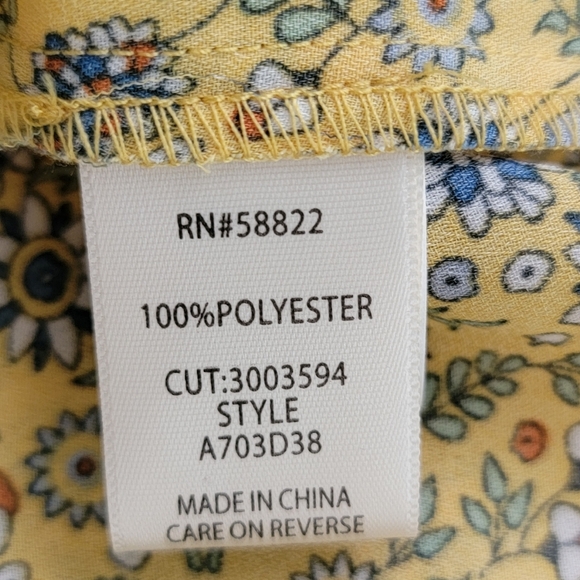 RN#58822
100%POLYESTER
CUT:3003594
STYLE
A703D38
MADE IN CHINA
CARE ON REVERSE